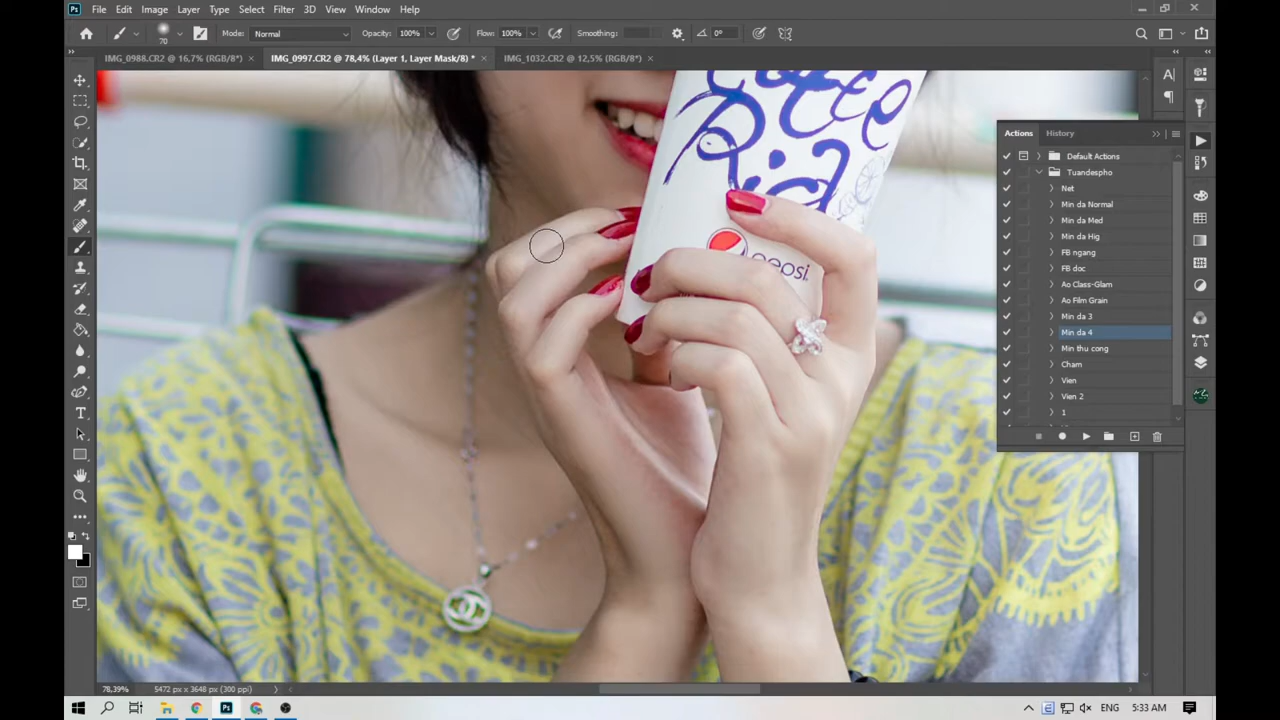 Ps File Edit Image Layer Type Select Filter 3D View Window Help
70 Mode: Normal Opacity: 100% Flow: 100% Smoothing: 0°
IMG_0988.CR2 @ 16,7% (RGB/8*) × IMG_0997.CR2 @ 78,4% (Layer 1, Layer Mask/8) * × IMG_1032.CR2 @ 12,5% (RGB/8*) ×
Actions History
Default Actions
Tuandespho
Net
Min da Normal
Min da Med
Min da Hig
FB ngang
FB doc
Ao Class-Glam
Ao Film Grain
Min da 3
Min da 4
Min thu cong
Cham
Vien
Vien 2
1
pepsi
78,39% 5472 px x 3648 px (300 ppi)
ENG 5:33 AM